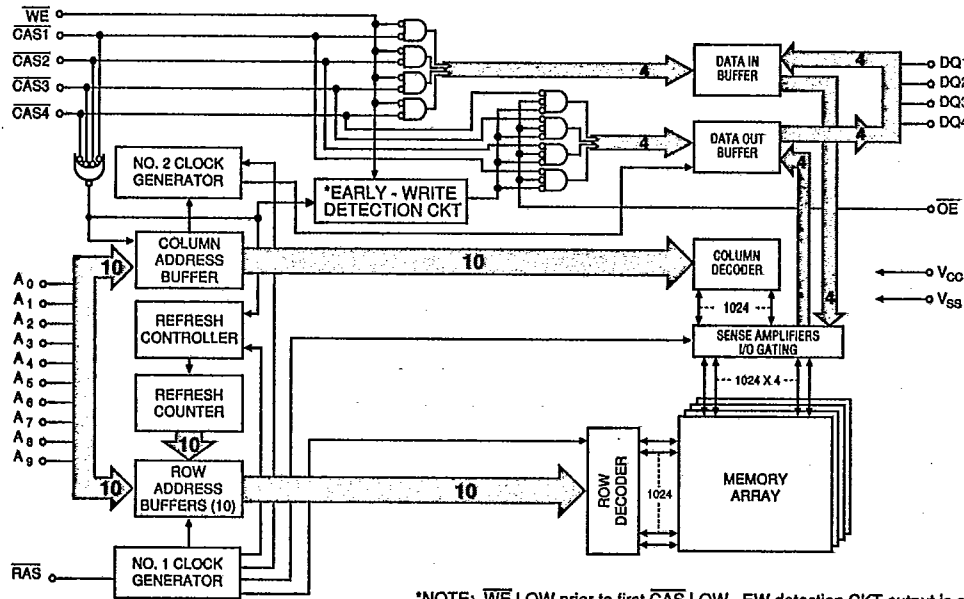 WE
CAS1
CAS2
CAS3
CAS4
4
DATA IN
BUFFER
4
DQ1
DQ2
DQ3
DQ4
4
DATA OUT
BUFFER
4
4
NO. 2 CLOCK
GENERATOR
*EARLY - WRITE
DETECTION CKT
OE
COLUMN
ADDRESS
BUFFER
10
10
COLUMN
DECODER
4
VCC
VSS
A0
A1
A2
A3
A4
A5
A6
A7
A8
A9
REFRESH
CONTROLLER
1024
SENSE AMPLIFIERS
I/O GATING
REFRESH
COUNTER
1024 X 4
10
10
ROW
ADDRESS
BUFFERS (10)
10
ROW
DECODER
1024
MEMORY
ARRAY
RAS
NO. 1 CLOCK
GENERATOR
*NOTE: WE LOW prior to first CAS LOW, EW detection CKT output is